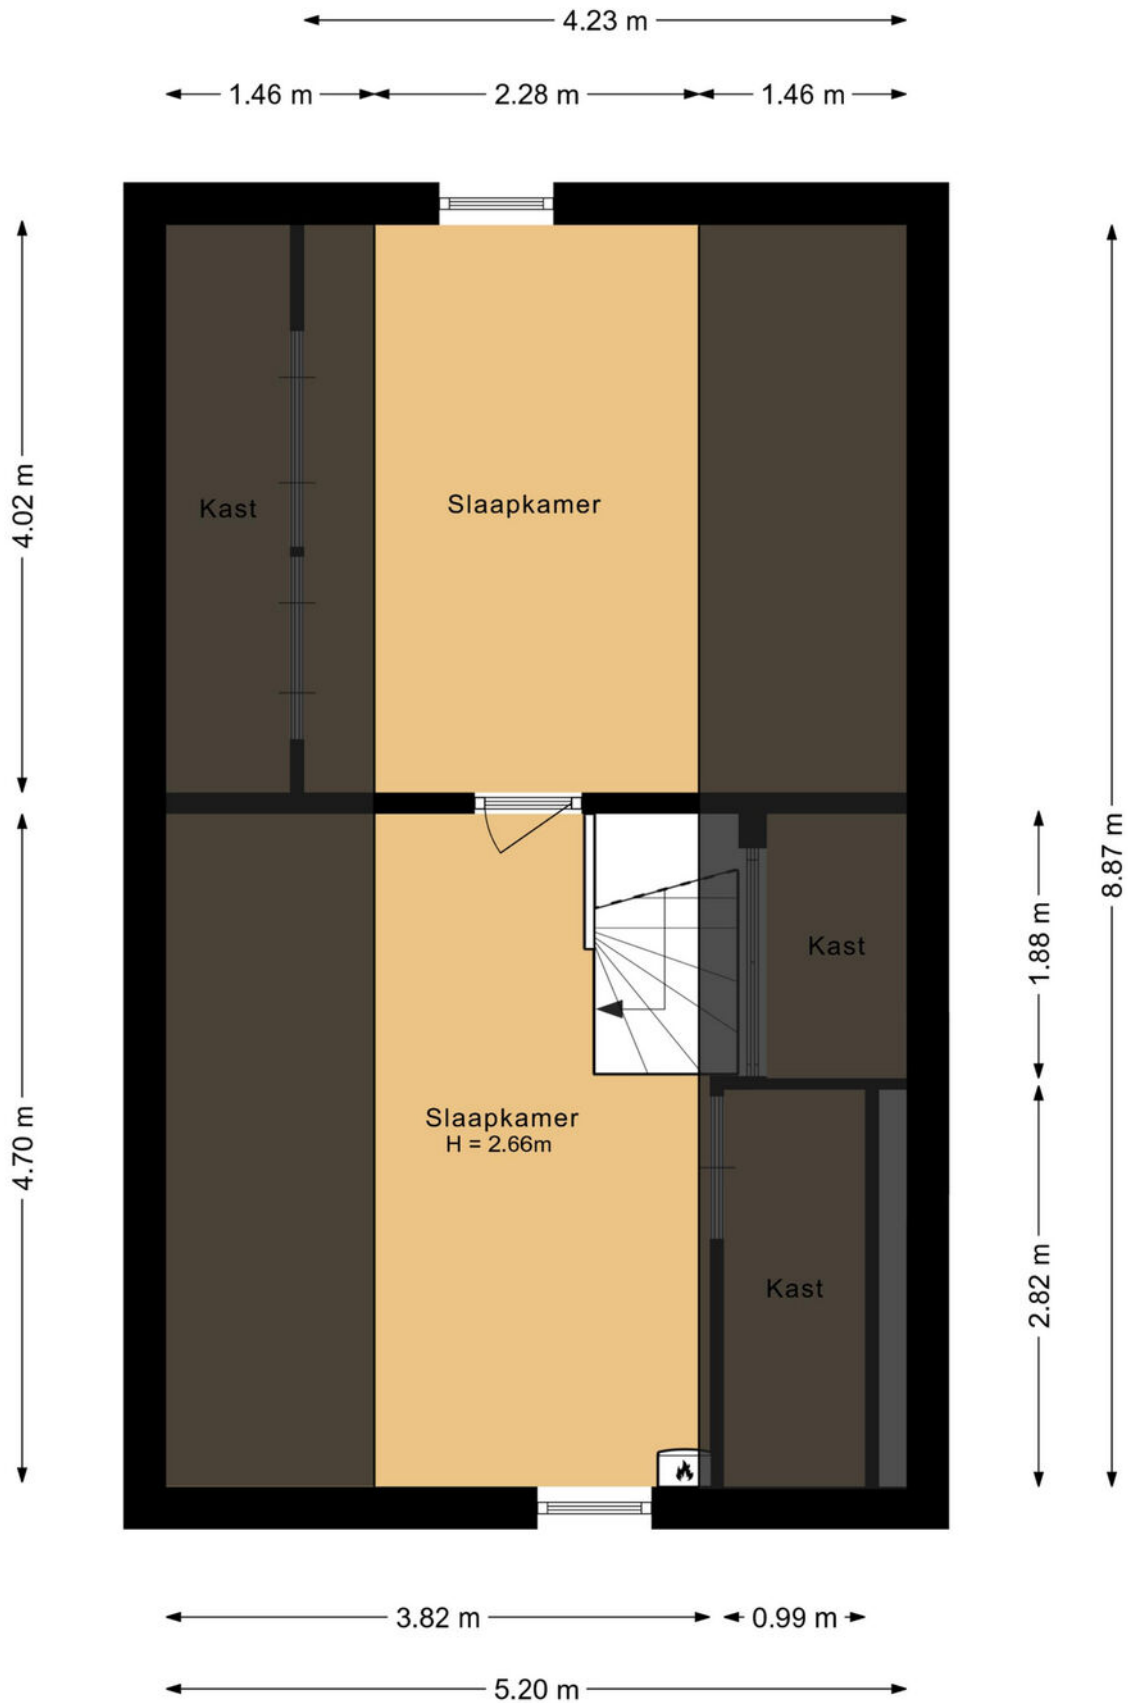 4.23 m
1.46 m
2.28 m
1.46 m
4.02 m
Kast
Slaapkamer
8.87 m
Kast
1.88 m
4.70 m
Slaapkamer
H = 2.66m
Kast
2.82 m
3.82 m
0.99 m
5.20 m